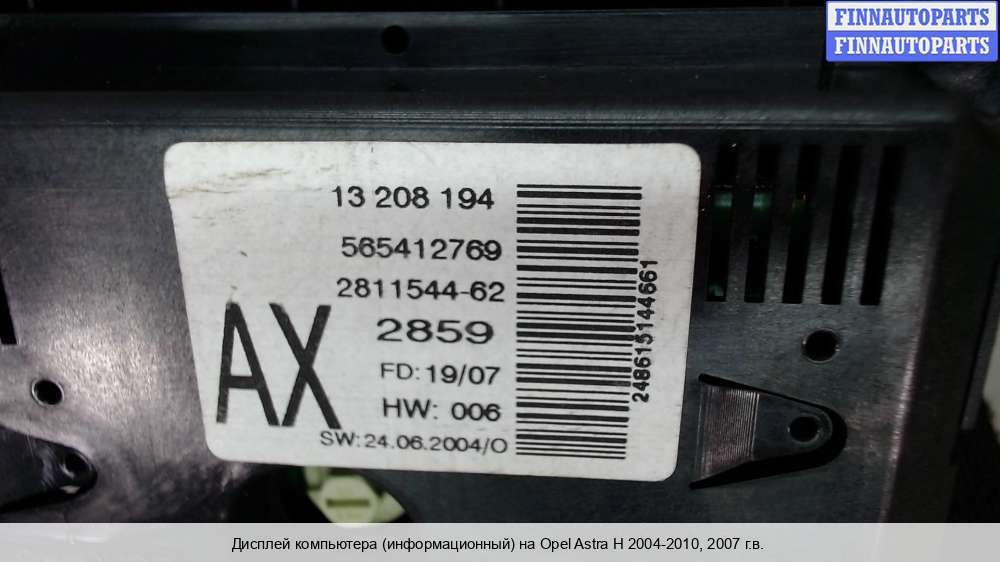 FINNAUTOPARTS
FINNAUTOPARTS
13 208 194
565412769
2811544-62
AX
2859
FD: 19/07
HW: 006
SW: 24.06.2004/O
248615144661
Дисплей компьютера (информационный) на Opel Astra H 2004-2010, 2007 г.в.